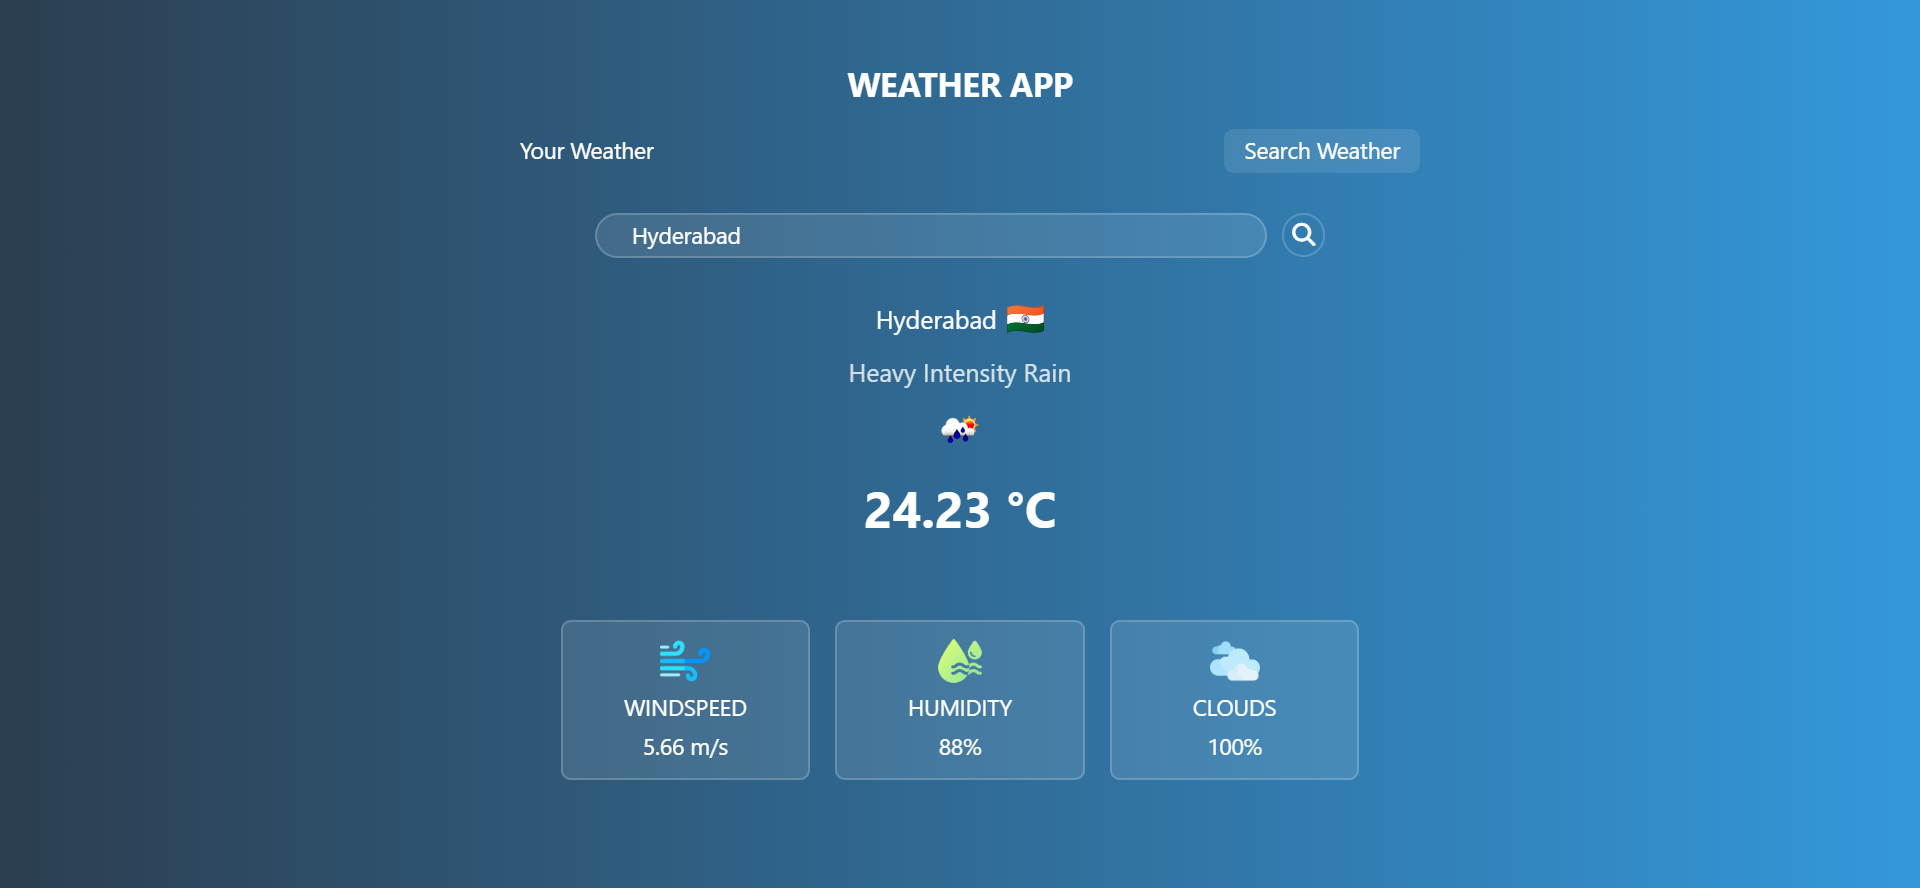 WEATHER APP
Your Weather
Search Weather
Hyderabad
Hyderabad
Heavy Intensity Rain
24.23 °C
WINDSPEED
5.66 m/s
HUMIDITY
88%
CLOUDS
100%